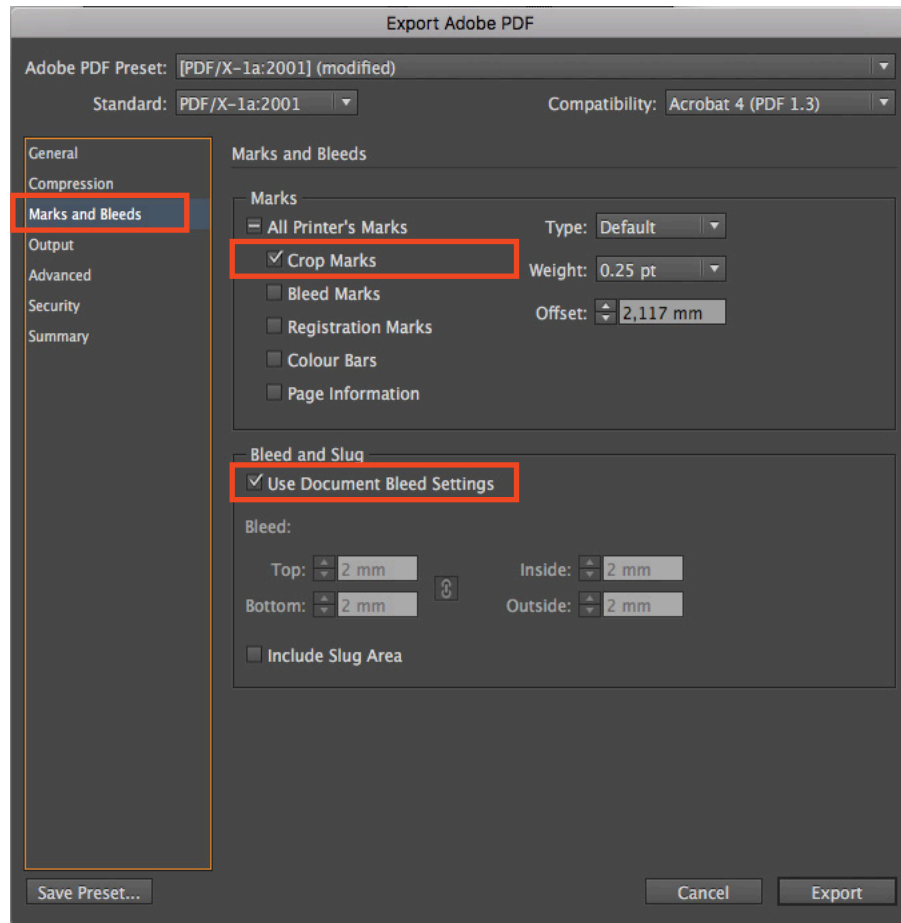 Export Adobe PDF
Adobe PDF Preset: [PDF/X-1a:2001] (modified)
Standard: PDF/X-1a:2001 Compatibility: Acrobat 4 (PDF 1.3)
General
Compression
Marks and Bleeds
Output
Advanced
Security
Summary
Marks and Bleeds
Marks
All Printer's Marks
Crop Marks
Bleed Marks
Registration Marks
Colour Bars
Page Information
Type: Default
Weight: 0.25 pt
Offset: 2,117 mm
Bleed and Slug
Use Document Bleed Settings
Bleed:
Top: 2 mm Inside: 2 mm
Bottom: 2 mm Outside: 2 mm
Include Slug Area
Save Preset... Cancel Export